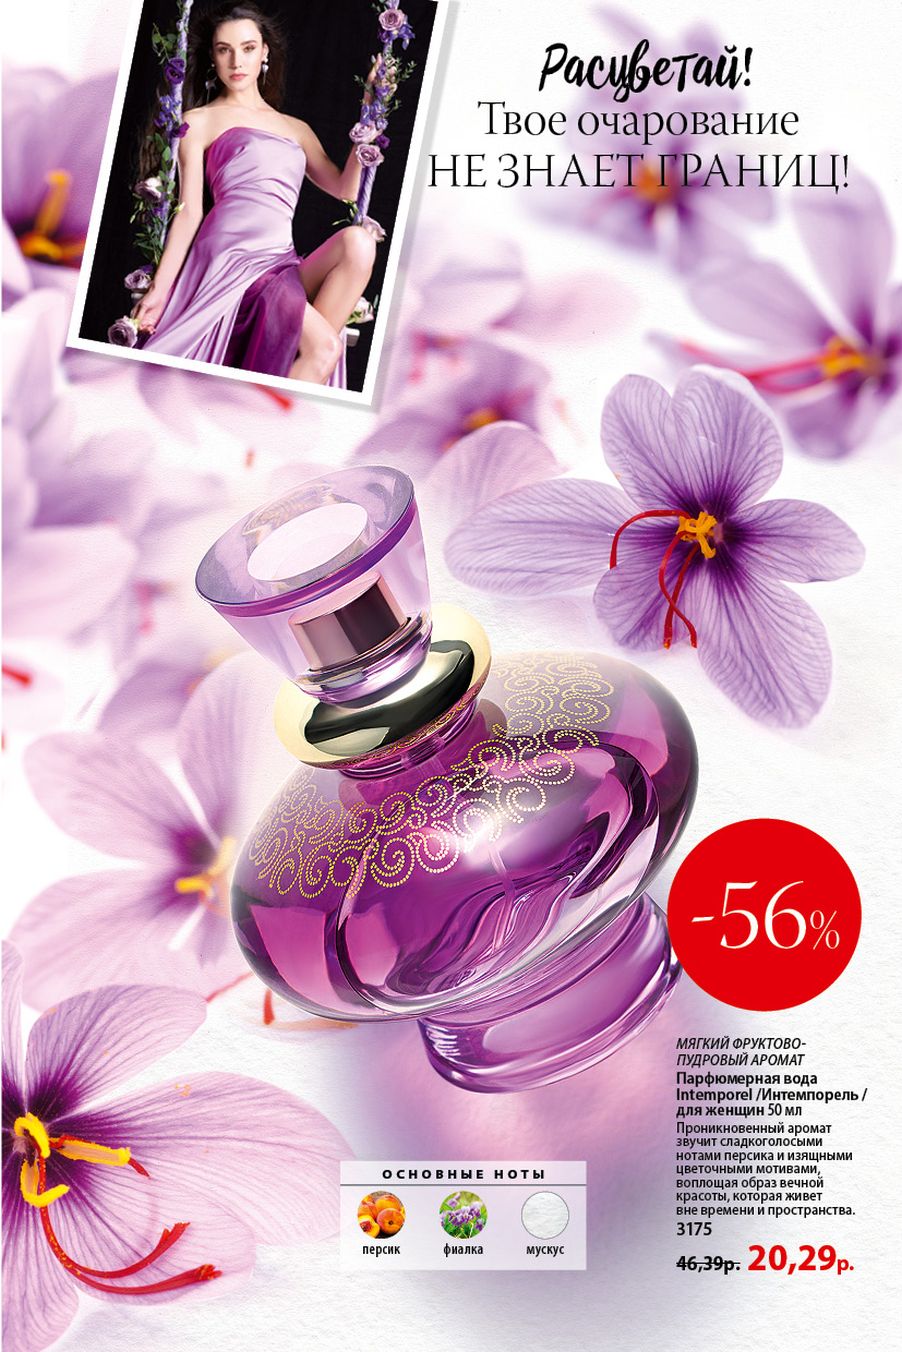 Расцветай!
Твое очарование
НЕ ЗНАЕТ ГРАНИЦ!
-56%
МЯГКИЙ ФРУКТОВО-
ПУДРОВЫЙ АРОМАТ
Парфюмерная вода
Intemporel /Интемпорель /
для женщин 50 мл
Проникновенный аромат
звучит сладкоголосыми
нотами персика и изящными
цветочными мотивами,
воплощая образ вечной
красоты, которая живет
вне времени и пространства.
3175
46,39р. 20,29р.
ОСНОВНЫЕ НОТЫ
персик фиалка мускус